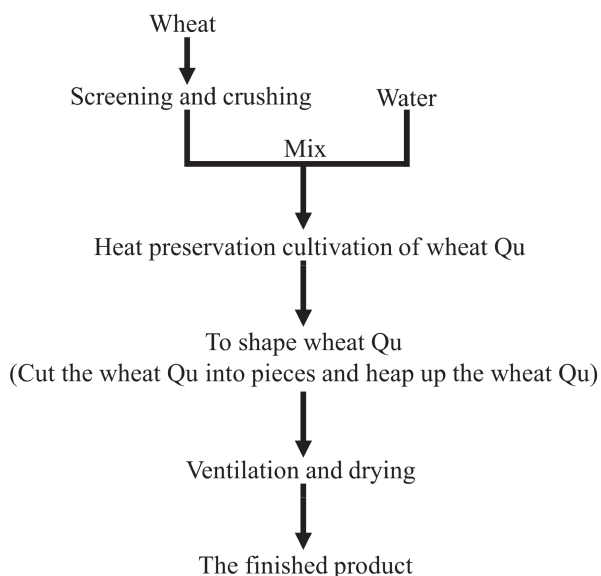 Wheat
Screening and crushing
Water
Mix
Heat preservation cultivation of wheat Qu
To shape wheat Qu
(Cut the wheat Qu into pieces and heap up the wheat Qu)
Ventilation and drying
The finished product